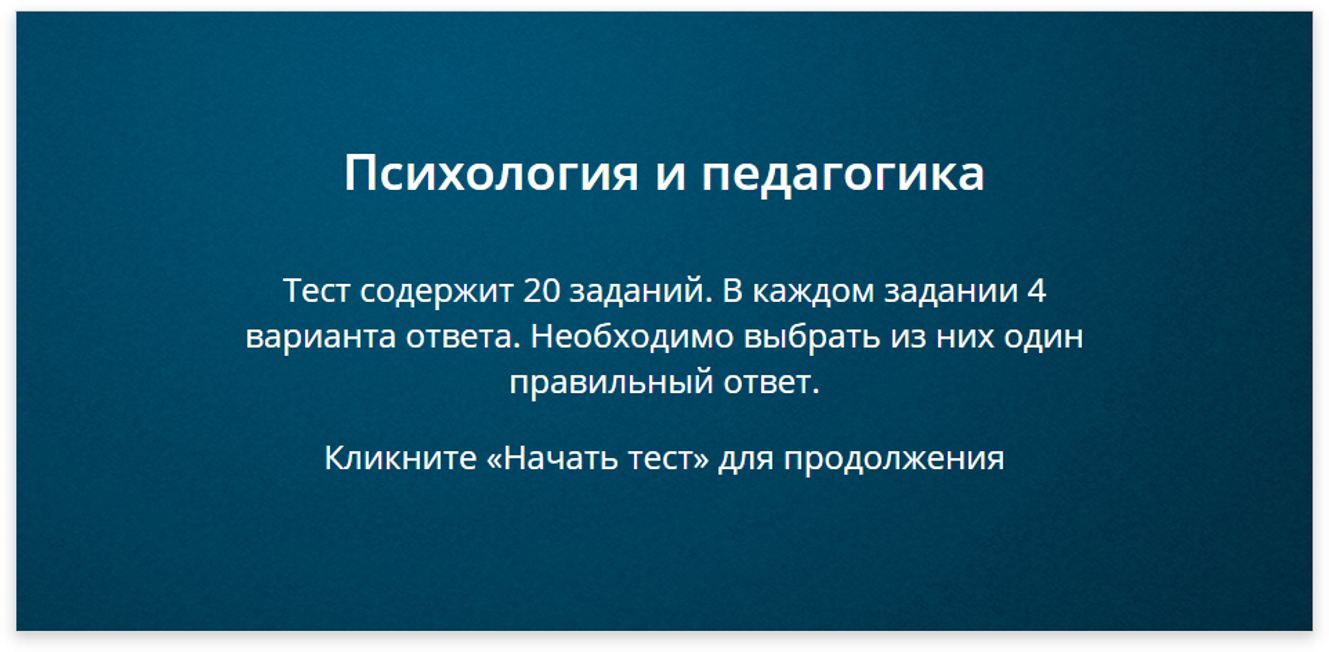 Психология и педагогика
Тест содержит 20 заданий. В каждом задании 4
варианта ответа. Необходимо выбрать из них один
правильный ответ.
Кликните «Начать тест» для продолжения